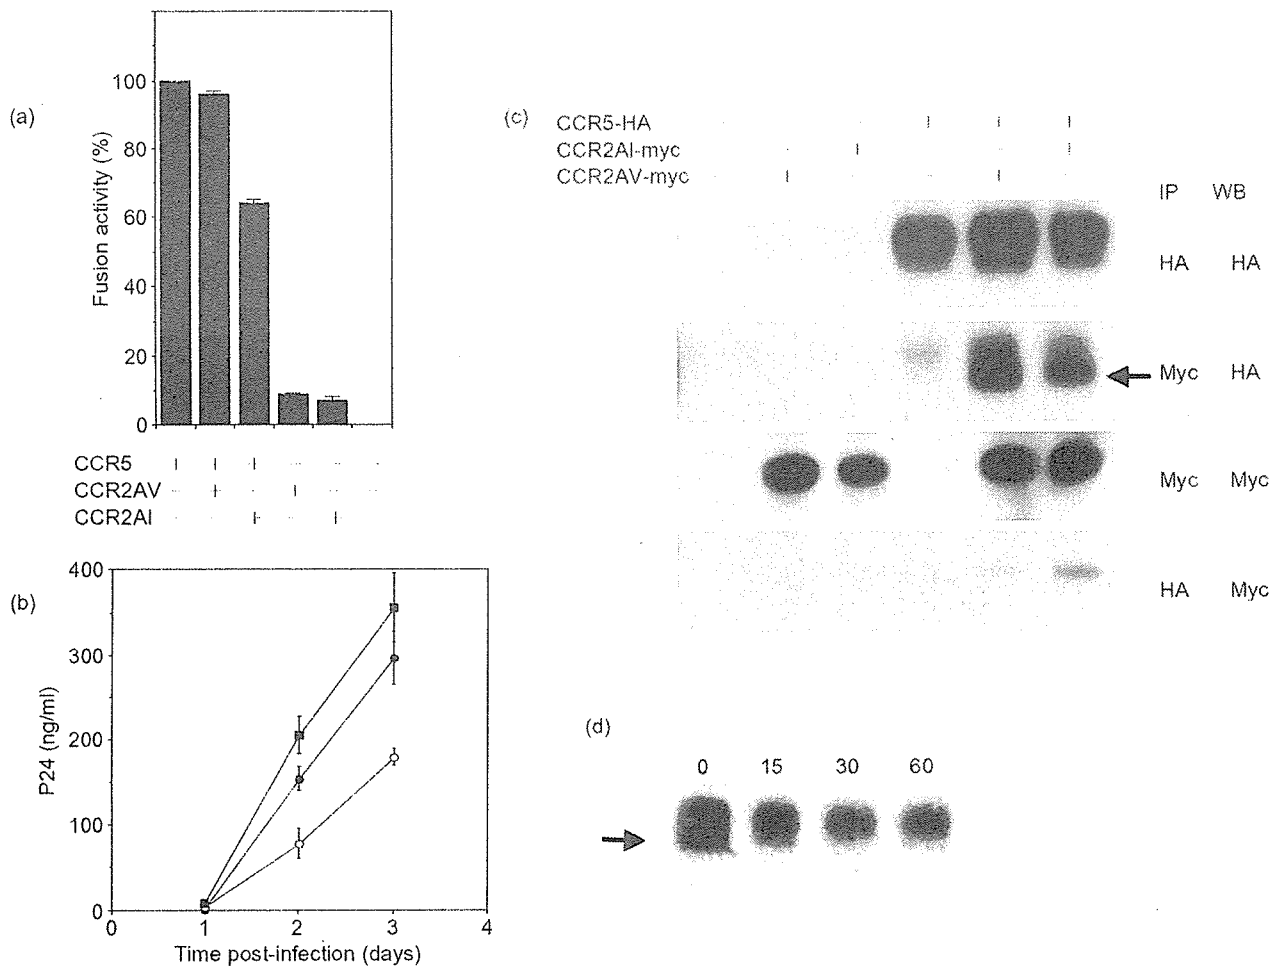 (a)
Fusion activity (%)
100
80
60
40
20
0
CCR5
CCR2AV
CCR2AI
(b)
P24 (ng/ml)
400
300
200
100
0
0 1 2 3 4
Time post-infection (days)
(c)
CCR5-HA
CCR2AI-myc
CCR2AV-myc
IP WB
HA HA
Myc HA
Myc Myc
HA Myc
(d)
0 15 30 60